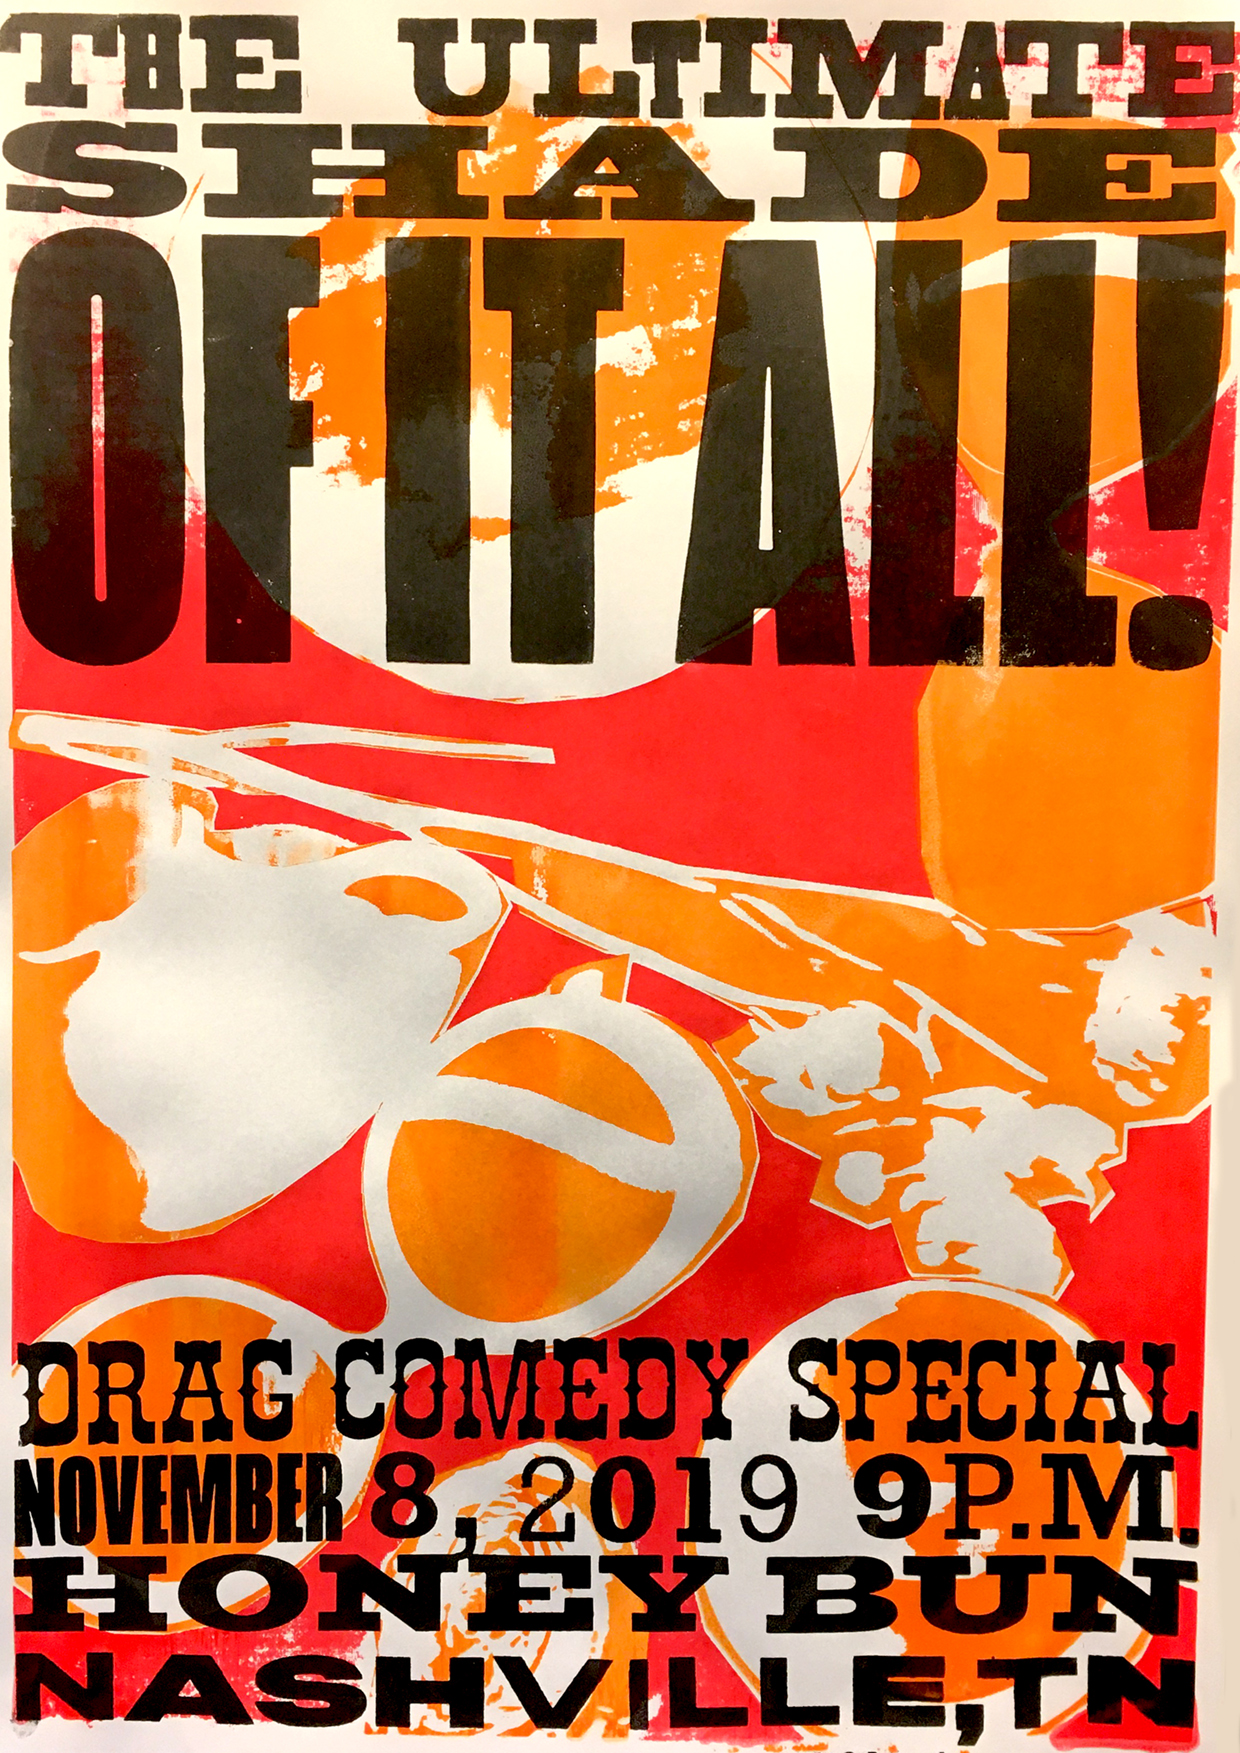 THE ULTIMATE
SHADE
OF IT ALL!
DRAG COMEDY SPECIAL
NOVEMBER 8, 2019 9P.M.
HONEY BUN
NASHVILLE, TN